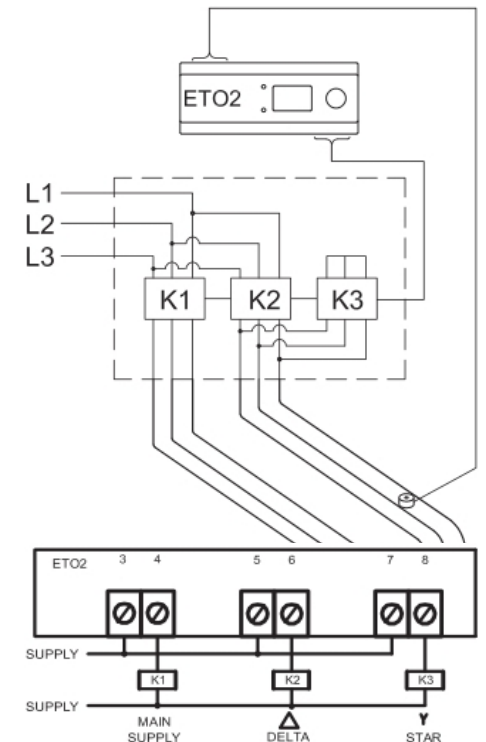 ETO2
L1
L2
L3
K1 K2 K3
ETO2 3 4 5 6 7 8
SUPPLY
K1 K2 K3
SUPPLY
MAIN SUPPLY
DELTA
Y
STAR